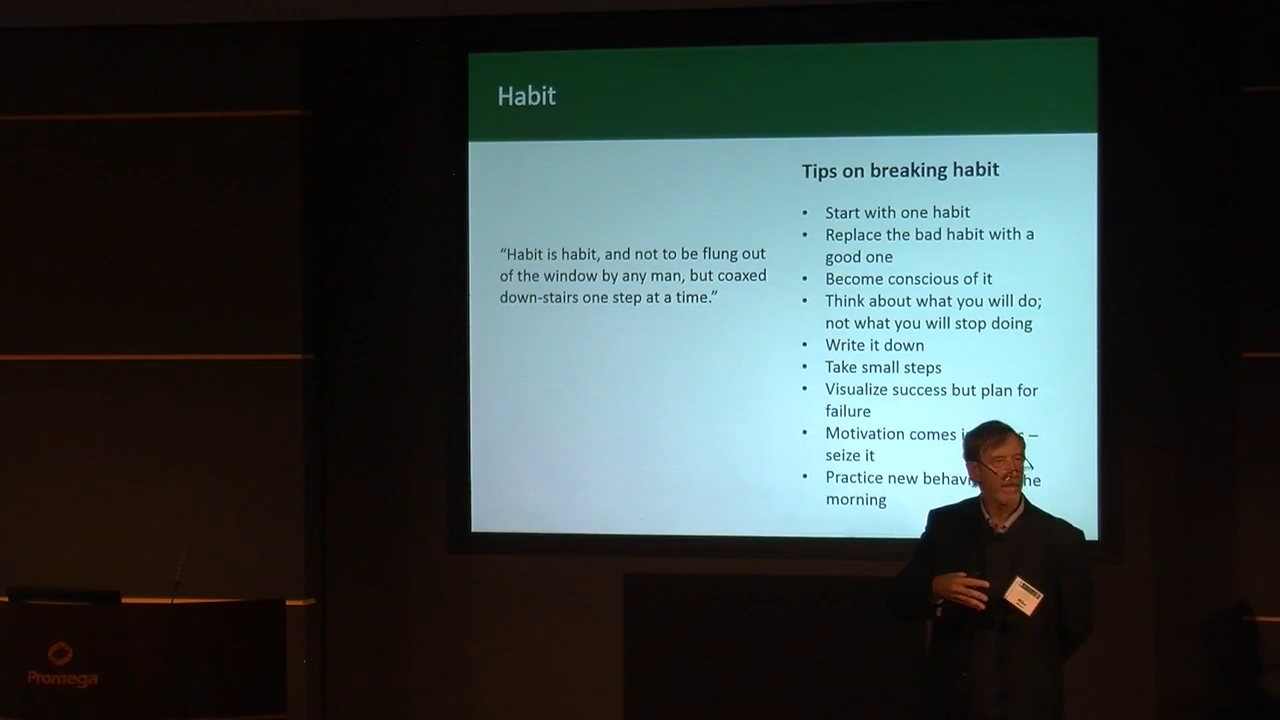 Habit
"Habit is habit, and not to be flung out
of the window by any man, but coaxed
down-stairs one step at a time."
Tips on breaking habit
• Start with one habit
• Replace the bad habit with a
good one
• Become conscious of it
• Think about what you will do;
not what you will stop doing
• Write it down
• Take small steps
• Visualize success but plan for
failure
• Motivation comes –
seize it
• Practice new
morning
Promega